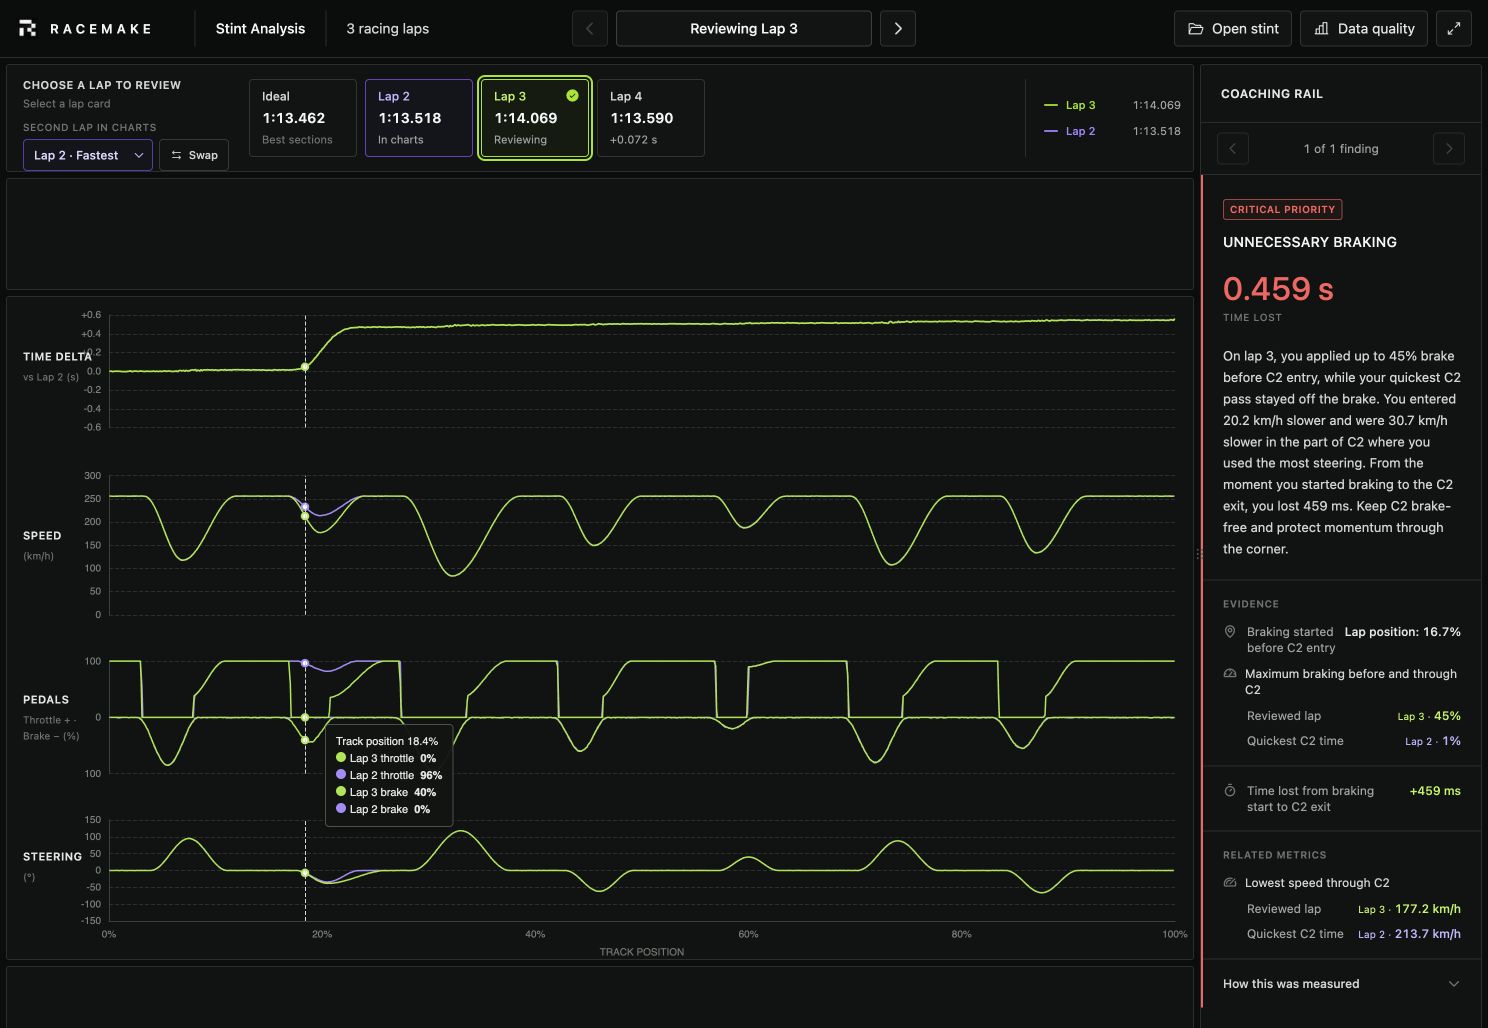 RACEMAKE
Stint Analysis
3 racing laps
Reviewing Lap 3
Open stint
Data quality
CHOOSE A LAP TO REVIEW
Select a lap card
SECOND LAP IN CHARTS
Lap 2 · Fastest
Swap
Ideal
1:13.462
Best sections
Lap 2
1:13.518
In charts
Lap 3
1:14.069
Reviewing
Lap 4
1:13.590
+0.072 s
Lap 3 1:14.069
Lap 2 1:13.518
TIME DELTA
vs Lap 2 (s)
+0.6
+0.4
+0.2
0.0
-0.2
-0.4
-0.6
SPEED
(km/h)
300
250
200
150
100
50
0
PEDALS
Throttle + ·
Brake − (%)
100
0
100
Track position 18.4%
Lap 3 throttle 0%
Lap 2 throttle 96%
Lap 3 brake 40%
Lap 2 brake 0%
STEERING
(°)
150
100
50
0
-50
-100
-150
0% 20% 40% 60% 80% 100%
TRACK POSITION
COACHING RAIL
1 of 1 finding
CRITICAL PRIORITY
UNNECESSARY BRAKING
0.459 s
TIME LOST
On lap 3, you applied up to 45% brake
before C2 entry, while your quickest C2
pass stayed off the brake. You entered
20.2 km/h slower and were 30.7 km/h
slower in the part of C2 where you
used the most steering. From the
moment you started braking to the C2
exit, you lost 459 ms. Keep C2 brake-
free and protect momentum through
the corner.
EVIDENCE
Braking started Lap position: 16.7%
before C2 entry
Maximum braking before and through
C2
Reviewed lap Lap 3 · 45%
Quickest C2 time Lap 2 · 1%
Time lost from braking +459 ms
start to C2 exit
RELATED METRICS
Lowest speed through C2
Reviewed lap Lap 3 · 177.2 km/h
Quickest C2 time Lap 2 · 213.7 km/h
How this was measured